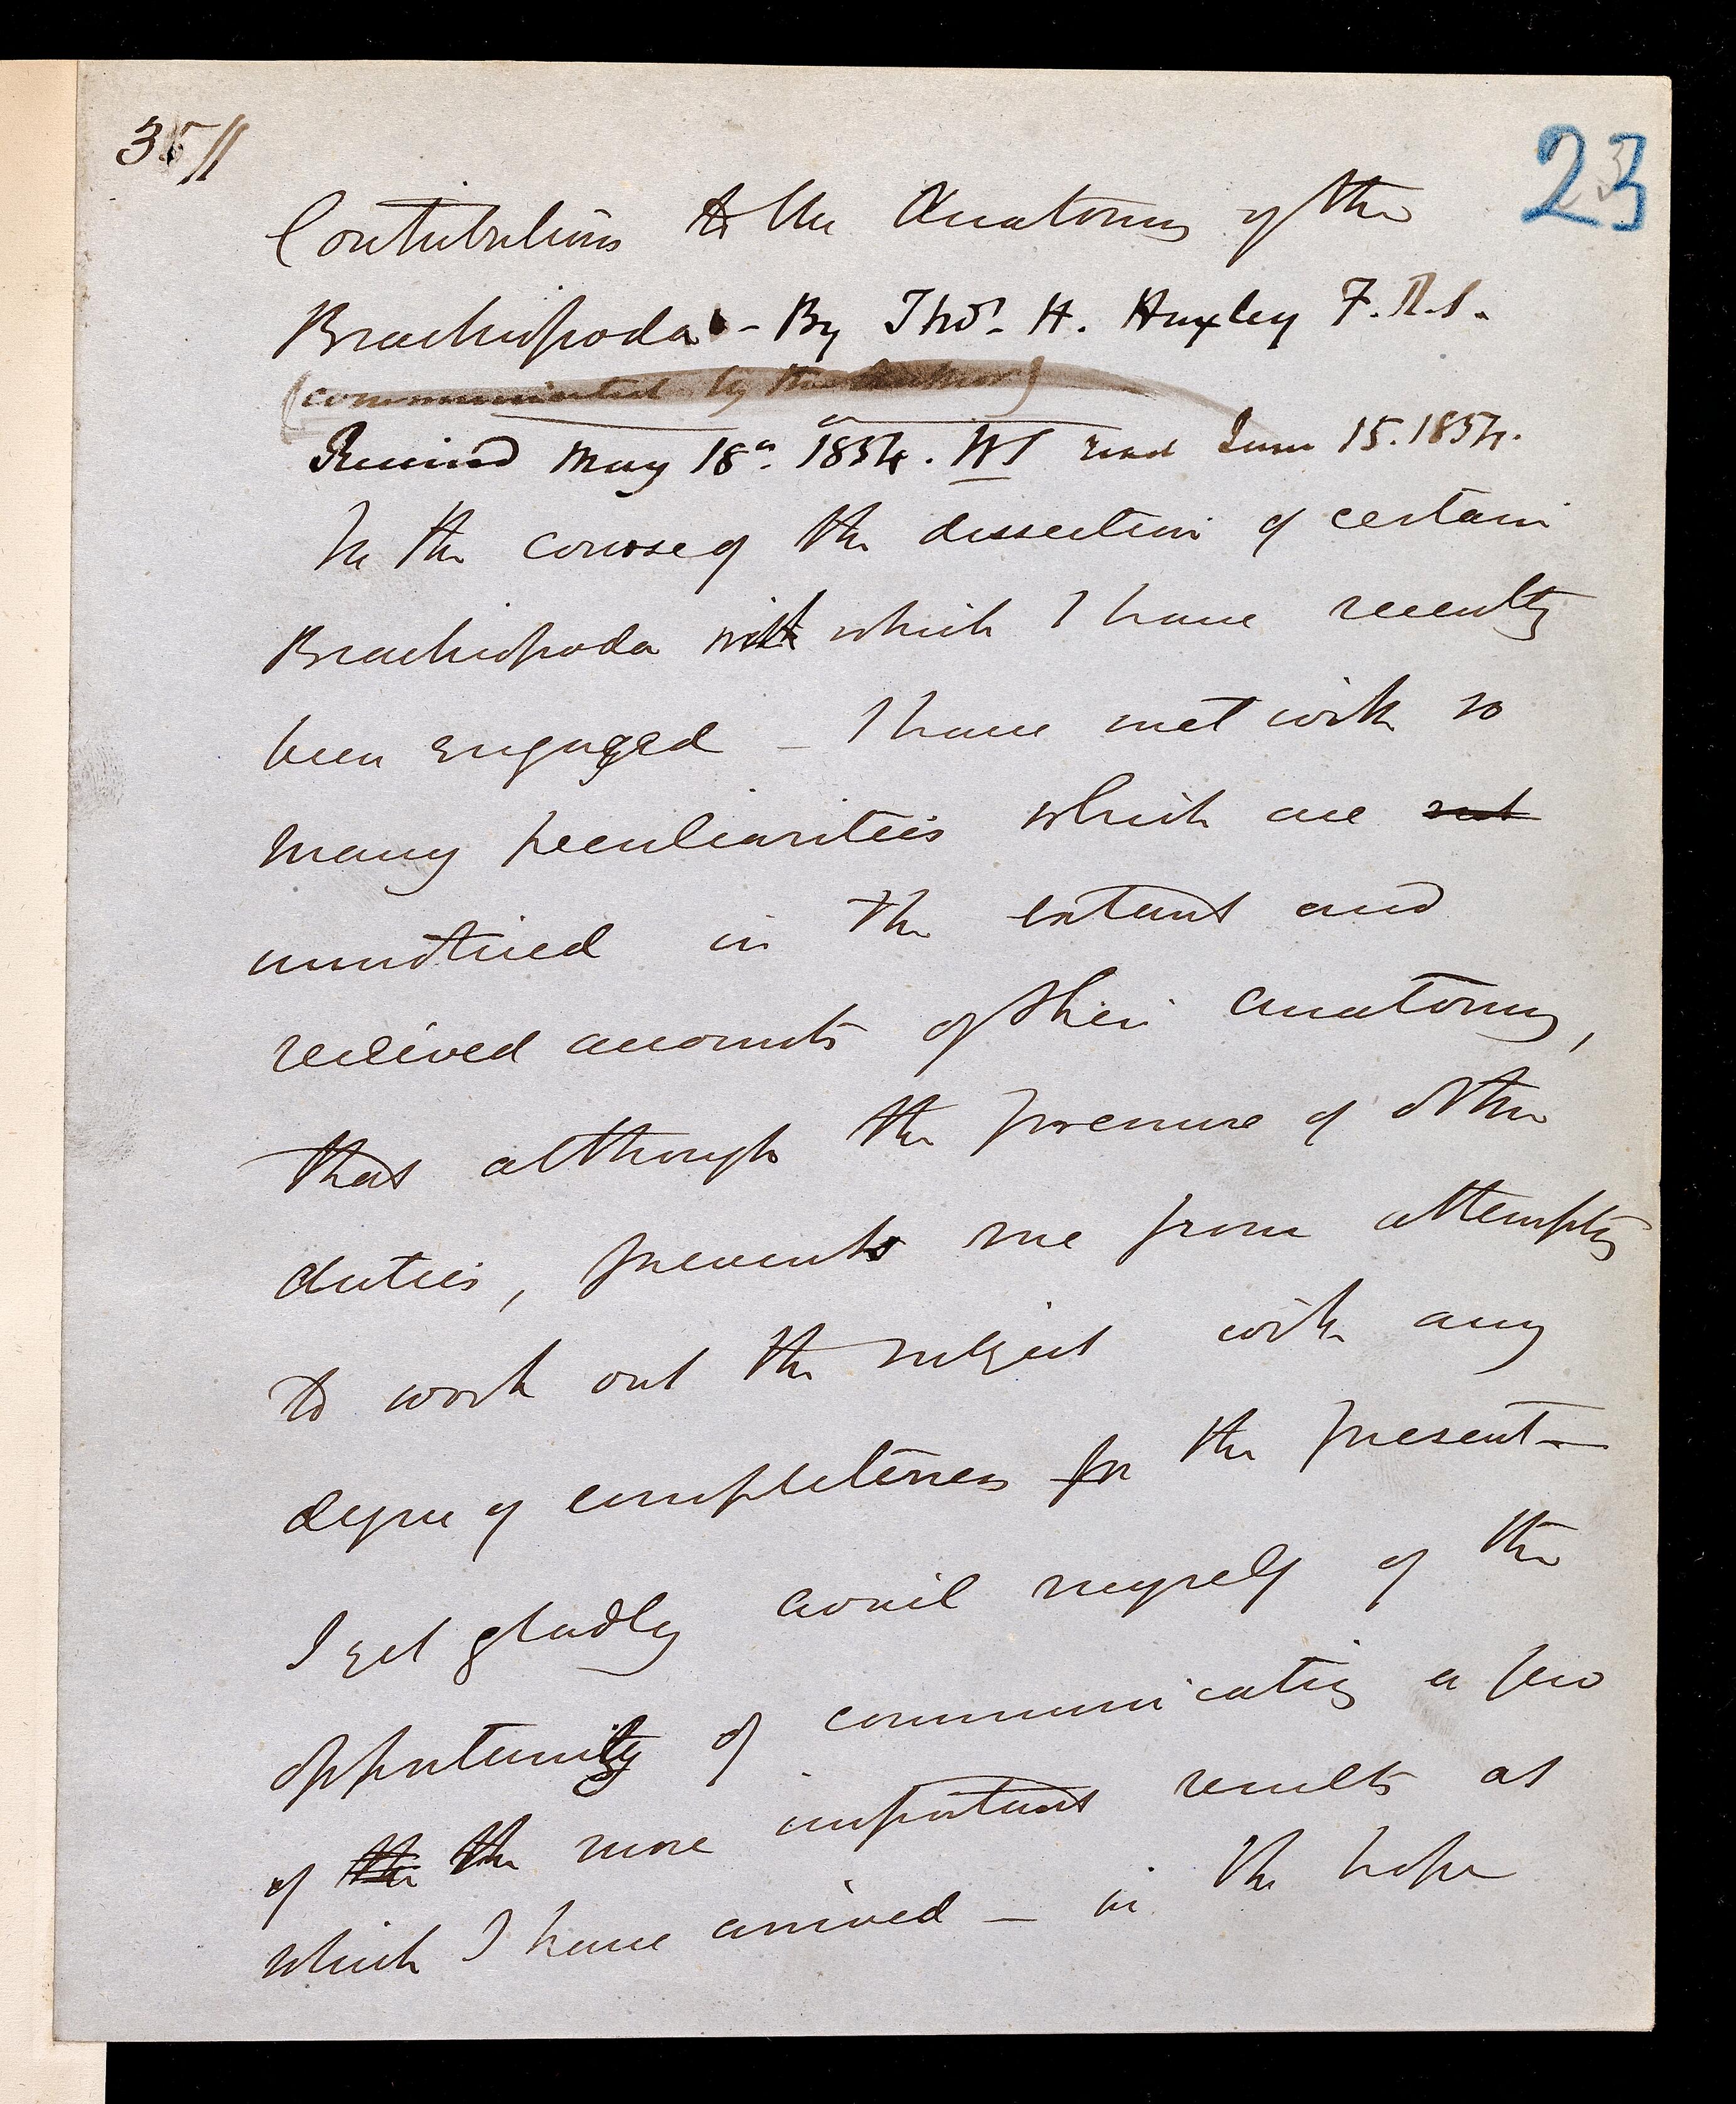 35//
23
Contributions to the Anatomy of the
Brachiopoda - By Thos. H. Huxley F.R.S.
(communicated by the Author)
Received May 18th. 1854. WS read June 15. 1854.
In the course of the dissection of certain
Brachiopoda with which I have recently
been engaged – I have met with so
many peculiarities which are not
unnoticed in the extant and
received accounts of their anatomy,
that although the pressure of other
duties, prevents me from attempting
to work out the subject with any
degree of completeness for the present—
I yet gladly avail myself of the
opportunity of communicating a few
of the the more important results at
which I have arrived — in the hope